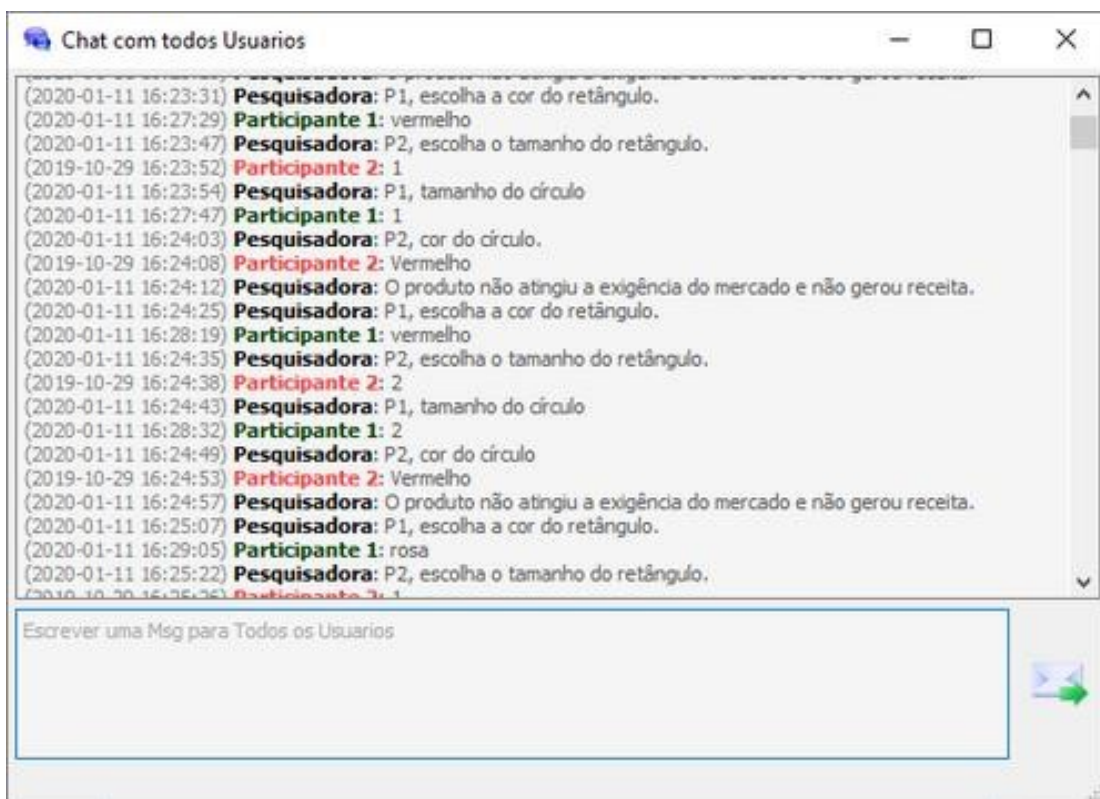 Chat com todos Usuarios
(2020-01-11 16:23:31) Pesquisadora: P1, escolha a cor do retângulo.
(2020-01-11 16:27:29) Participante 1: vermelho
(2020-01-11 16:23:47) Pesquisadora: P2, escolha o tamanho do retângulo.
(2019-10-29 16:23:52) Participante 2: 1
(2020-01-11 16:23:54) Pesquisadora: P1, tamanho do círculo
(2020-01-11 16:27:47) Participante 1: 1
(2020-01-11 16:24:03) Pesquisadora: P2, cor do círculo.
(2019-10-29 16:24:08) Participante 2: Vermelho
(2020-01-11 16:24:12) Pesquisadora: O produto não atingiu a exigência do mercado e não gerou receita.
(2020-01-11 16:24:25) Pesquisadora: P1, escolha a cor do retângulo.
(2020-01-11 16:28:19) Participante 1: vermelho
(2020-01-11 16:24:35) Pesquisadora: P2, escolha o tamanho do retângulo.
(2019-10-29 16:24:38) Participante 2: 2
(2020-01-11 16:24:43) Pesquisadora: P1, tamanho do círculo
(2020-01-11 16:28:32) Participante 1: 2
(2020-01-11 16:24:49) Pesquisadora: P2, cor do círculo
(2019-10-29 16:24:53) Participante 2: Vermelho
(2020-01-11 16:24:57) Pesquisadora: O produto não atingiu a exigência do mercado e não gerou receita.
(2020-01-11 16:25:07) Pesquisadora: P1, escolha a cor do retângulo.
(2020-01-11 16:29:05) Participante 1: rosa
(2020-01-11 16:25:22) Pesquisadora: P2, escolha o tamanho do retângulo.
(2019-10-29 16:25:26) Participante 2: 1
Escrever uma Msg para Todos os Usuarios